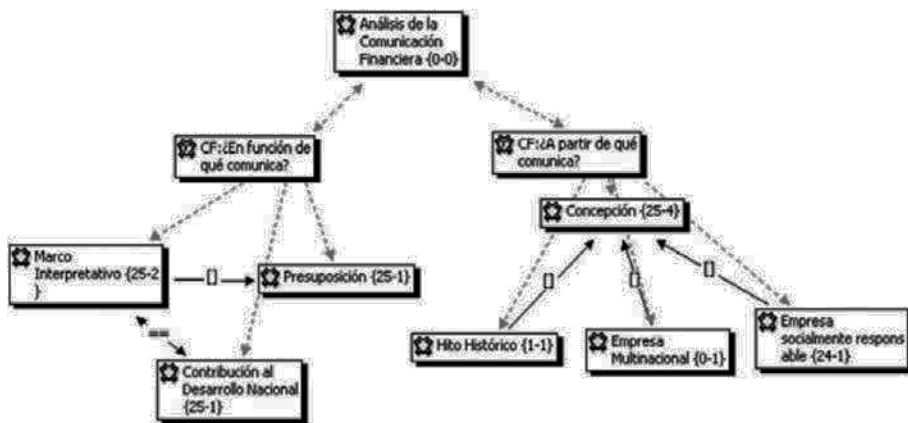 Análisis de la
Comunicación
Financiera {0-0}
CF:¿En función de
qué comunica?
CF:¿A partir de qué
comunica?
Concepción {25-4}
Marco
Interpretativo {25-2
}
[]
Presuposición {25-1}
[]
[]
[]
==
Hito Histórico {1-1}
Empresa
Multinacional {0-1}
Empresa
socialmente respons
able {24-1}
Contribución al
Desarrollo Nacional
{25-1}